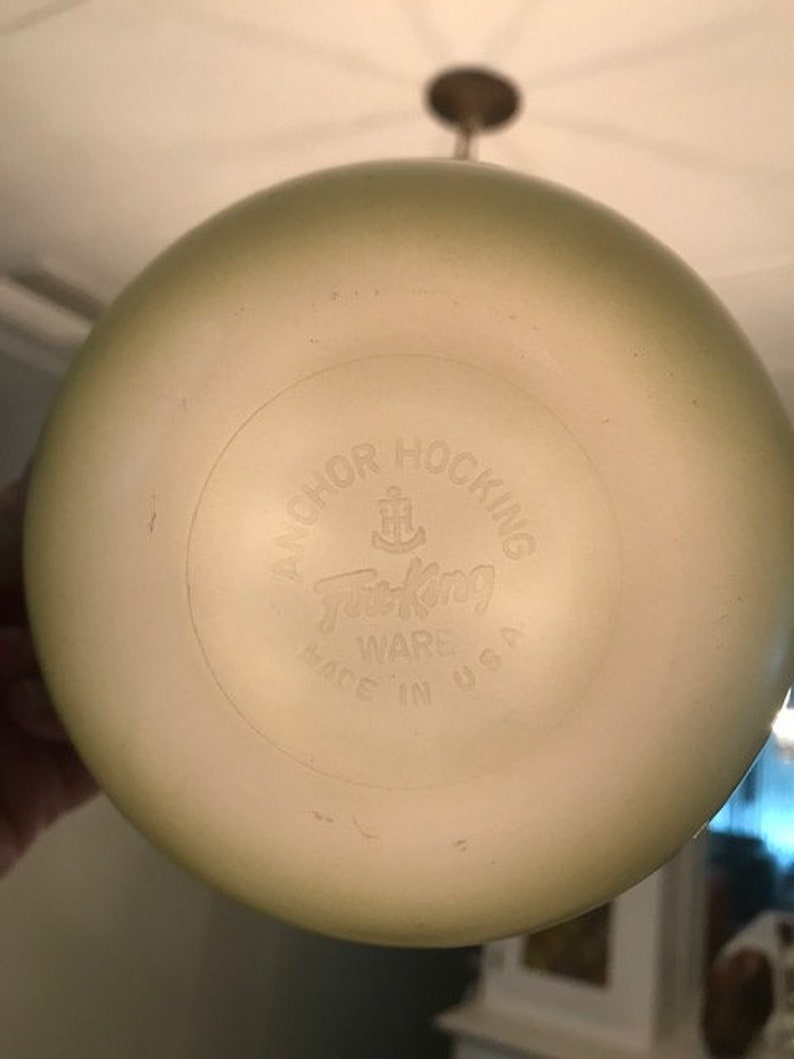 ANCHOR HOCKING
Fire-King
WARE
MADE IN USA